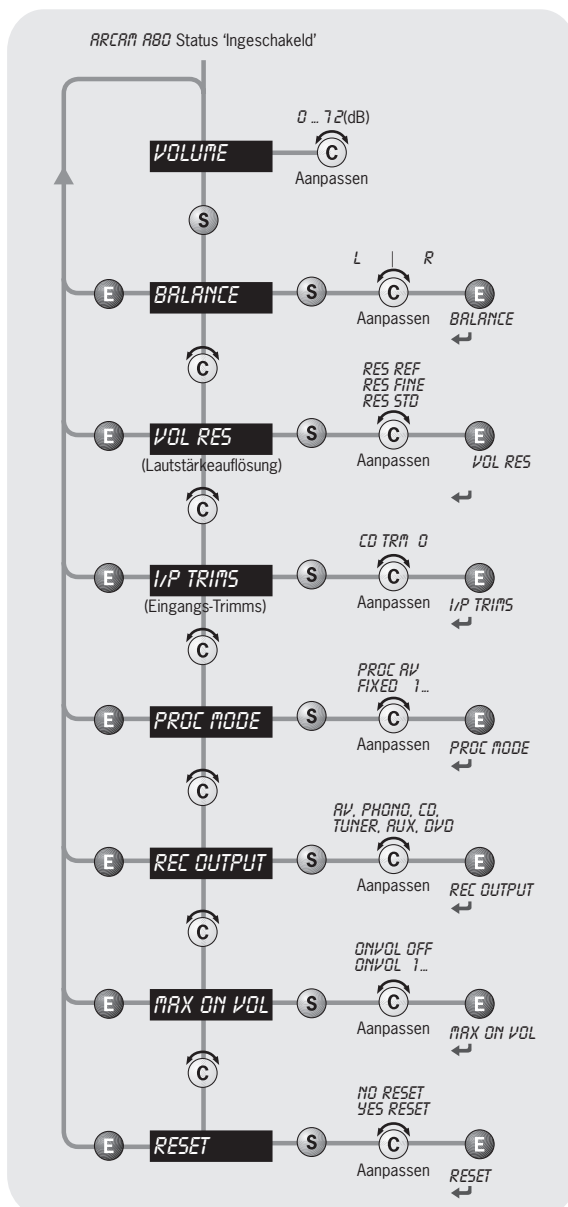 ARCAM A80 Status ‘Ingeschakeld’
0 ... 72(dB)
VOLUME
C
Aanpassen
S
L | R
E BALANCE S C E
Aanpassen BALANCE
C
RES REF
RES FINE
RES STD
E VOL RES S C E
(Lautstärkeauflösung) Aanpassen VOL RES
C
CD TRM 0
E I/P TRIMS S C E
(Eingangs-Trimms) Aanpassen I/P TRIMS
C
PROC AV
FIXED 1...
E PROC MODE S C E
Aanpassen PROC MODE
C
AV, PHONO, CD,
TUNER, AUX, DVD
E REC OUTPUT S C E
Aanpassen REC OUTPUT
C
ONVOL OFF
ONVOL 1...
E MAX ON VOL S C E
Aanpassen MAX ON VOL
C
NO RESET
YES RESET
E RESET S C E
Aanpassen RESET